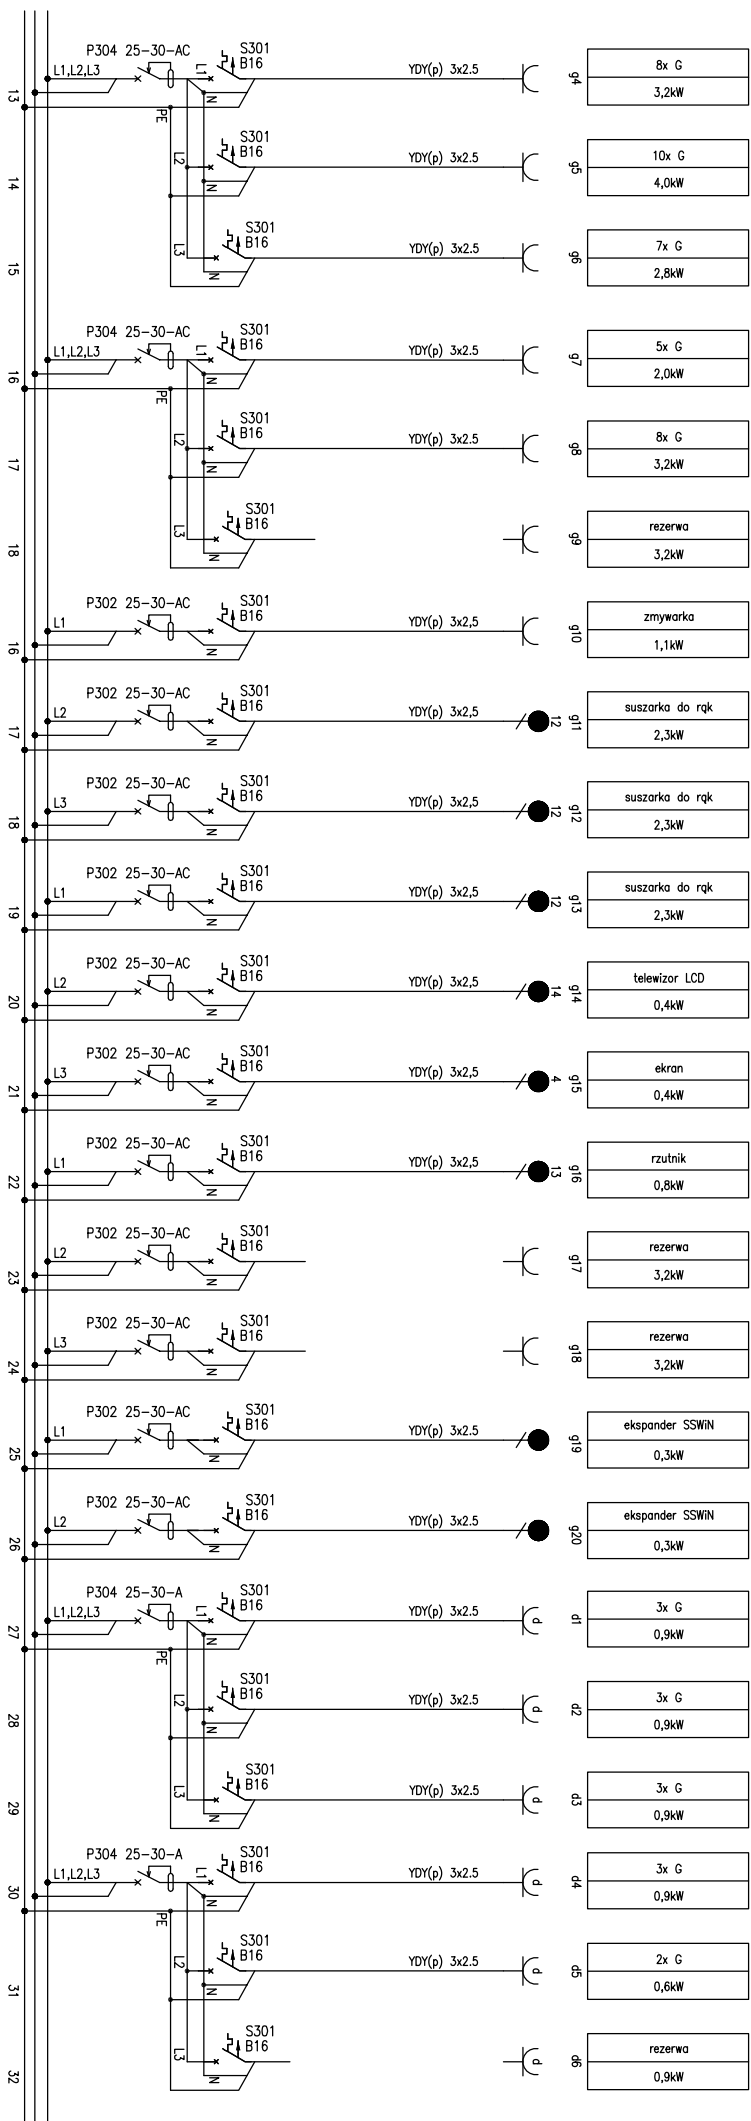 P304 25-30-AC
S301
B16
L1,L2,L3
L1
N
PE
YDY(p) 3x2.5
g4
8x G
3,2kW
13
S301
B16
L2
N
YDY(p) 3x2.5
g5
10x G
4,0kW
14
S301
B16
L3
N
YDY(p) 3x2.5
g6
7x G
2,8kW
15
P304 25-30-AC
S301
B16
L1,L2,L3
L1
N
PE
YDY(p) 3x2.5
g7
5x G
2,0kW
16
S301
B16
L2
N
YDY(p) 3x2.5
g8
8x G
3,2kW
17
S301
B16
L3
N
g9
rezerwa
3,2kW
18
P302 25-30-AC
S301
B16
L1
N
YDY(p) 3x2,5
g10
zmywarka
1,1kW
16
P302 25-30-AC
S301
B16
L2
N
YDY(p) 3x2,5
12
g11
suszarka do rąk
2,3kW
17
P302 25-30-AC
S301
B16
L3
N
YDY(p) 3x2,5
12
g12
suszarka do rąk
2,3kW
18
P302 25-30-AC
S301
B16
L1
N
YDY(p) 3x2,5
12
g13
suszarka do rąk
2,3kW
19
P302 25-30-AC
S301
B16
L2
N
YDY(p) 3x2,5
14
g14
telewizor LCD
0,4kW
20
P302 25-30-AC
S301
B16
L3
N
YDY(p) 3x2,5
4
g15
ekran
0,4kW
21
P302 25-30-AC
S301
B16
L1
N
YDY(p) 3x2,5
13
g16
rzutnik
0,8kW
22
P302 25-30-AC
S301
B16
L2
N
g17
rezerwa
3,2kW
23
P302 25-30-AC
S301
B16
L3
N
g18
rezerwa
3,2kW
24
P302 25-30-AC
S301
B16
L1
N
YDY(p) 3x2.5
g19
ekspander SSWiN
0,3kW
25
P302 25-30-AC
S301
B16
L2
N
YDY(p) 3x2.5
g20
ekspander SSWiN
0,3kW
26
P304 25-30-A
S301
B16
L1,L2,L3
L1
N
PE
YDY(p) 3x2.5
d
d1
3x G
0,9kW
27
S301
B16
L2
N
YDY(p) 3x2.5
d
d2
3x G
0,9kW
28
S301
B16
L3
N
YDY(p) 3x2.5
d
d3
3x G
0,9kW
29
P304 25-30-A
S301
B16
L1,L2,L3
L1
N
PE
YDY(p) 3x2.5
d
d4
3x G
0,9kW
30
S301
B16
L2
N
YDY(p) 3x2.5
d
d5
2x G
0,6kW
31
S301
B16
L3
N
d
d6
rezerwa
0,9kW
32